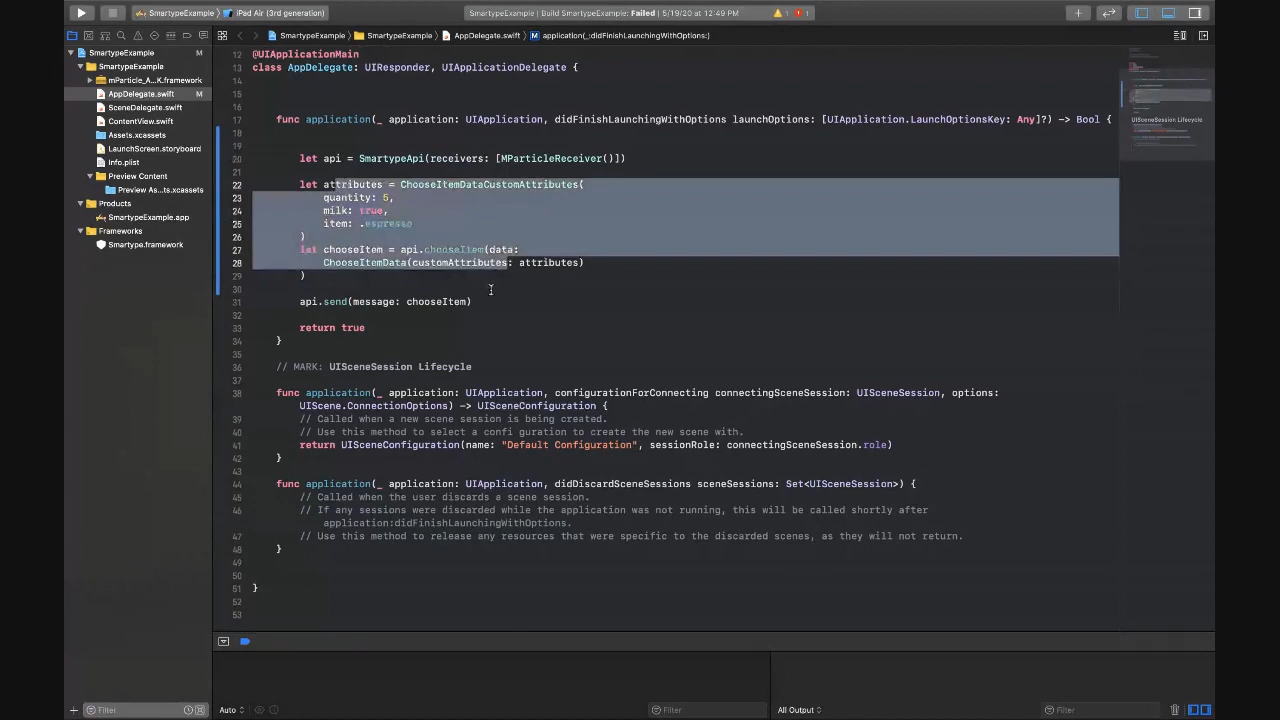 SmartypeExample
iPad Air (3rd generation)
SmartypeExample | Build SmartypeExample: Failed | 5/19/20 at 12:49 PM
1
1
SmartypeExample
M
SmartypeExample
mParticle_A...K.framework
AppDelegate.swift
M
SceneDelegate.swift
ContentView.swift
Assets.xcassets
LaunchScreen.storyboard
Info.plist
Preview Content
Preview As...ts.xcassets
Products
SmartypeExample.app
Frameworks
Smartype.framework
SmartypeExample
SmartypeExample
AppDelegate.swift
M
application(_:didFinishLaunchingWithOptions:)
12 @UIApplicationMain
13 class AppDelegate: UIResponder, UIApplicationDelegate {
14
15
16
17 func application(_ application: UIApplication, didFinishLaunchingWithOptions launchOptions: [UIApplication.LaunchOptionsKey: Any]?) -> Bool {
18
19
20 let api = SmartypeApi(receivers: [MParticleReceiver()])
21
22 let attributes = ChooseItemDataCustomAttributes(
23 quantity: 5,
24 milk: true,
25 item: .espresso
26 )
27 let chooseItem = api.chooseItem(data:
28 ChooseItemData(customAttributes: attributes)
29 )
30
31 api.send(message: chooseItem)
32
33 return true
34 }
35
36 // MARK: UISceneSession Lifecycle
37
38 func application(_ application: UIApplication, configurationForConnecting connectingSceneSession: UISceneSession, options:
UIScene.ConnectionOptions) -> UISceneConfiguration {
39 // Called when a new scene session is being created.
40 // Use this method to select a configuration to create the new scene with.
41 return UISceneConfiguration(name: "Default Configuration", sessionRole: connectingSceneSession.role)
42 }
43
44 func application(_ application: UIApplication, didDiscardSceneSessions sceneSessions: Set<UISceneSession>) {
45 // Called when the user discards a scene session.
46 // If any sessions were discarded while the application was not running, this will be called shortly after
application:didFinishLaunchingWithOptions.
47 // Use this method to release any resources that were specific to the discarded scenes, as they will not return.
48 }
49
50
51 }
52
53
UISceneSession Lifecycle
Filter
Auto
Filter
All Output
Filter